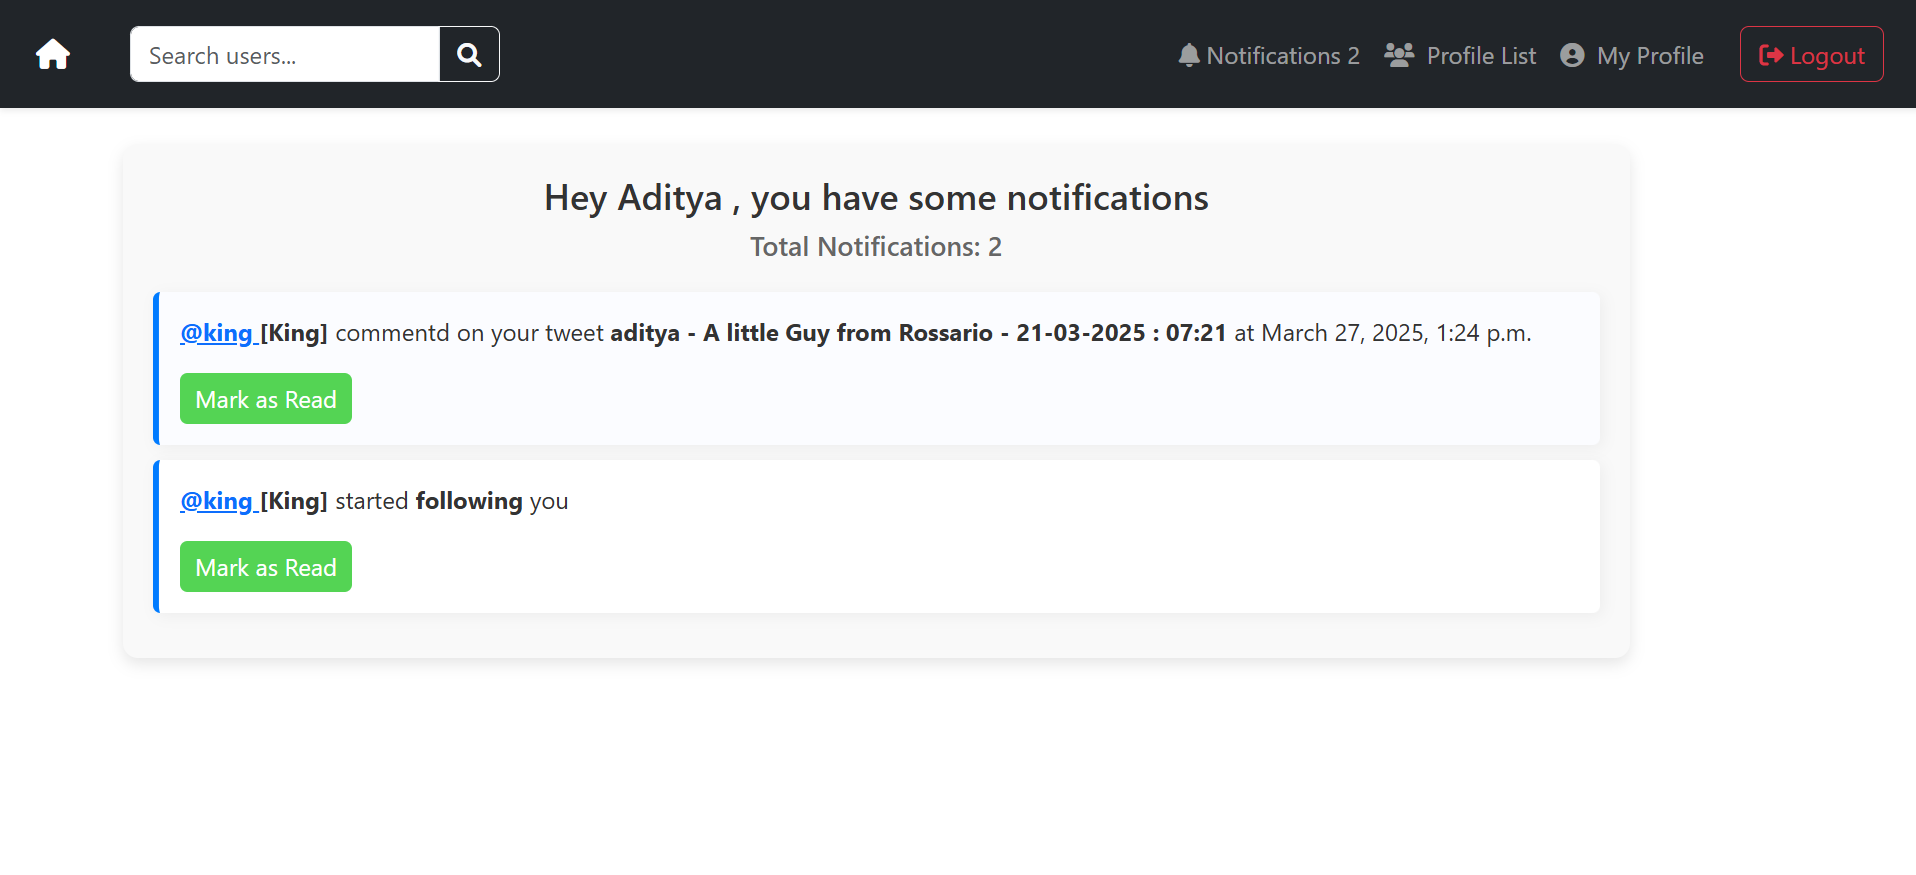 Search users...
Notifications 2
Profile List
My Profile
Logout
Hey Aditya , you have some notifications
Total Notifications: 2
@king [King] commentd on your tweet aditya - A little Guy from Rossario - 21-03-2025 : 07:21 at March 27, 2025, 1:24 p.m.
Mark as Read
@king [King] started following you
Mark as Read